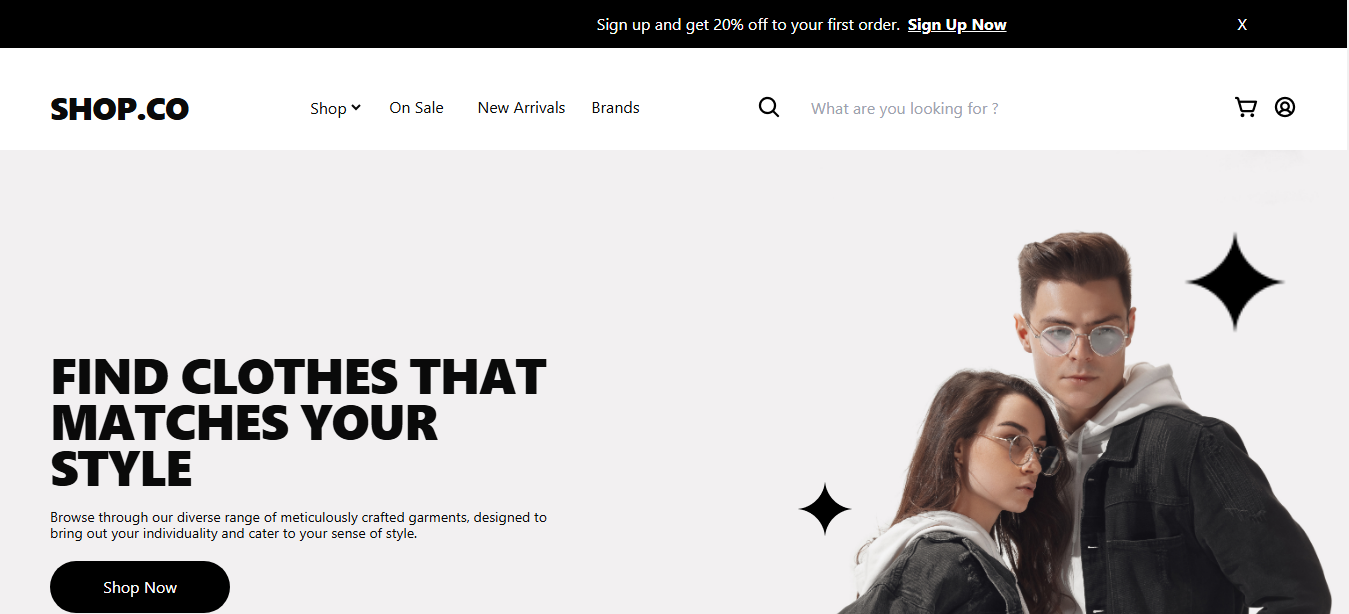 Sign up and get 20% off to your first order. Sign Up Now X
SHOP.CO Shop On Sale New Arrivals Brands What are you looking for ?
FIND CLOTHES THAT
MATCHES YOUR
STYLE
Browse through our diverse range of meticulously crafted garments, designed to
bring out your individuality and cater to your sense of style.
Shop Now